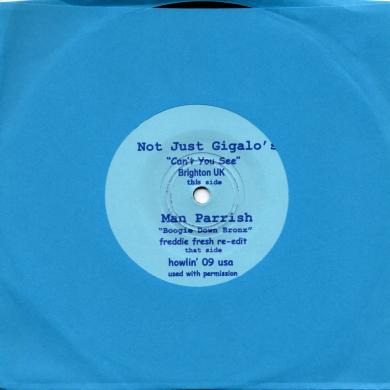 Not Just Gigalo's
"Can't You See"
Brighton UK
this side
Man Parrish
"Boogie Down Bronx"
freddie fresh re-edit
that side
howlin' 09 usa
used with permission